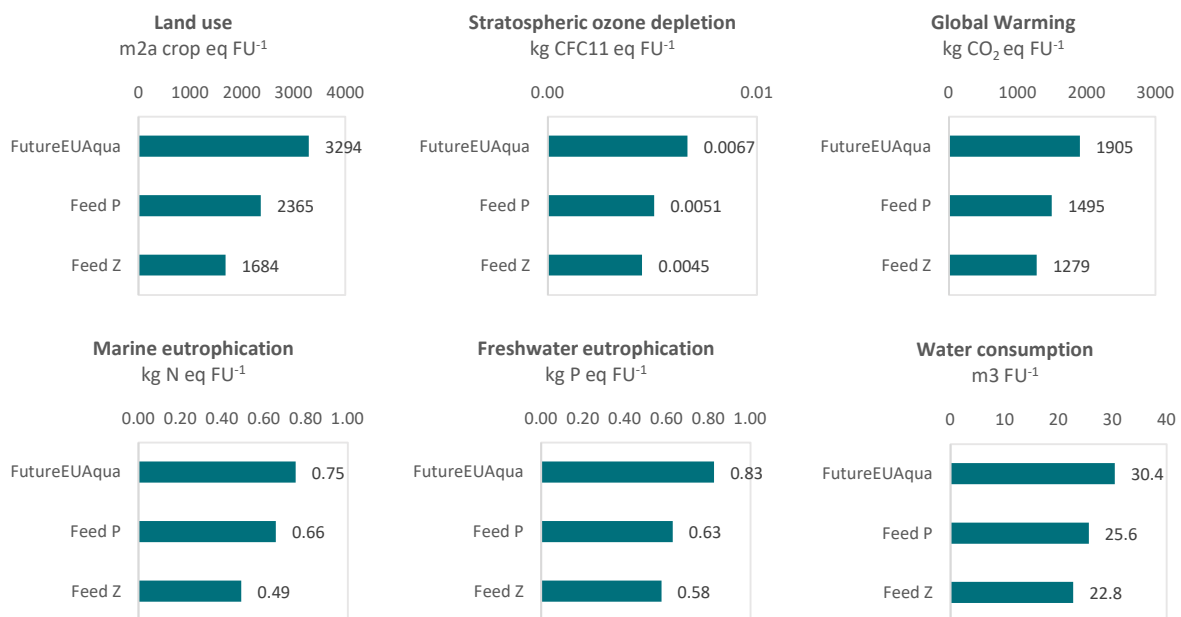 Land use
m2a crop eq FU⁻¹
0 1000 2000 3000 4000
FutureEUAqua 3294
Feed P 2365
Feed Z 1684
Stratospheric ozone depletion
kg CFC11 eq FU⁻¹
0.00 0.01
FutureEUAqua 0.0067
Feed P 0.0051
Feed Z 0.0045
Global Warming
kg CO₂ eq FU⁻¹
0 1000 2000 3000
FutureEUAqua 1905
Feed P 1495
Feed Z 1279
Marine eutrophication
kg N eq FU⁻¹
0.00 0.20 0.40 0.60 0.80 1.00
FutureEUAqua 0.75
Feed P 0.66
Feed Z 0.49
Freshwater eutrophication
kg P eq FU⁻¹
0.00 0.20 0.40 0.60 0.80 1.00
FutureEUAqua 0.83
Feed P 0.63
Feed Z 0.58
Water consumption
m3 FU⁻¹
0 10 20 30 40
FutureEUAqua 30.4
Feed P 25.6
Feed Z 22.8